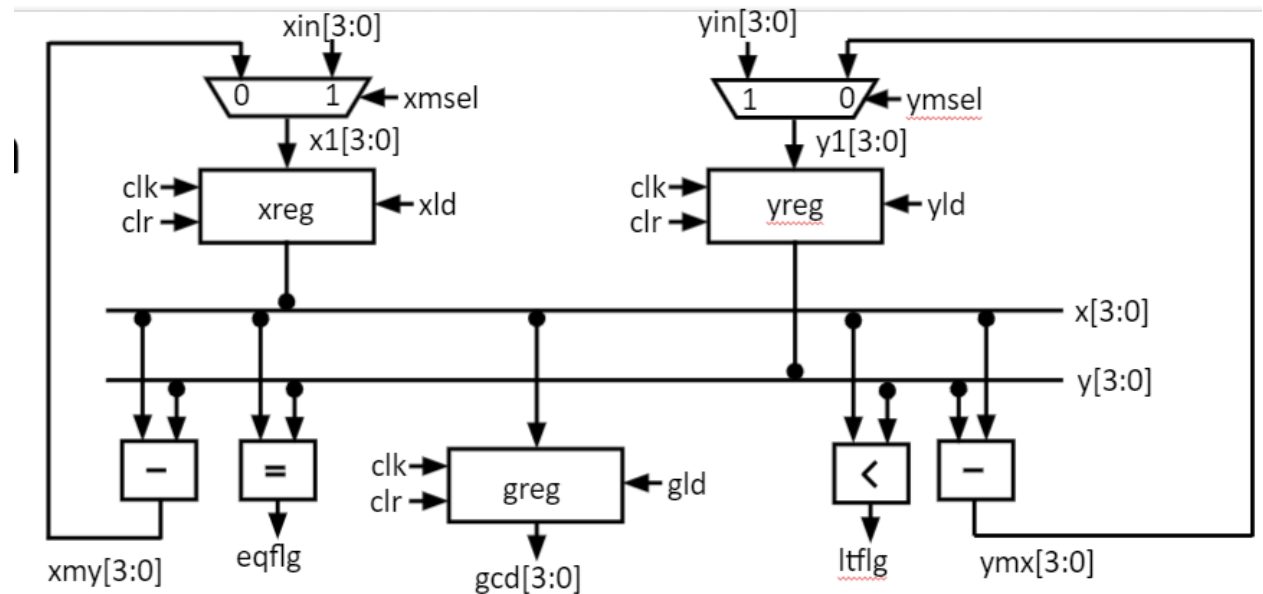 xin[3:0]
yin[3:0]
0
1
xmsel
1
0
ymsel
x1[3:0]
y1[3:0]
clk
clr
xreg
xld
clk
clr
yreg
yld
x[3:0]
y[3:0]
−
=
clk
clr
greg
gld
<
−
xmy[3:0]
eqflg
gcd[3:0]
ltflg
ymx[3:0]